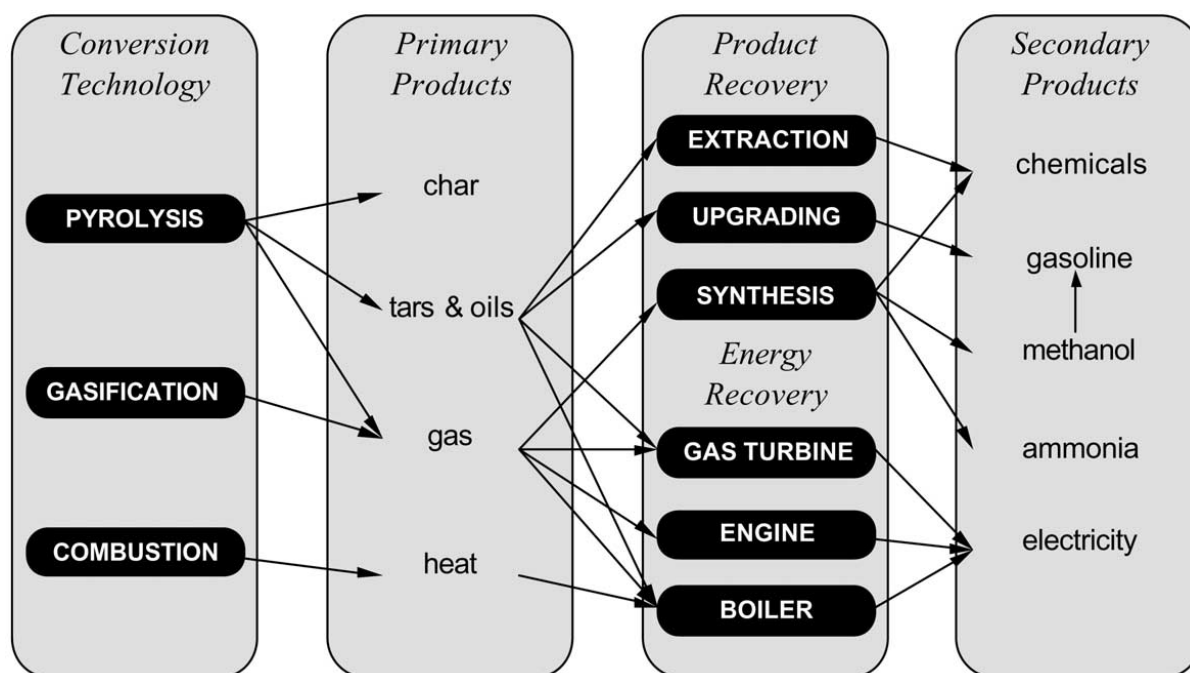 Conversion
Technology
PYROLYSIS
GASIFICATION
COMBUSTION
Primary
Products
char
tars & oils
gas
heat
Product
Recovery
EXTRACTION
UPGRADING
SYNTHESIS
Energy
Recovery
GAS TURBINE
ENGINE
BOILER
Secondary
Products
chemicals
gasoline
methanol
ammonia
electricity